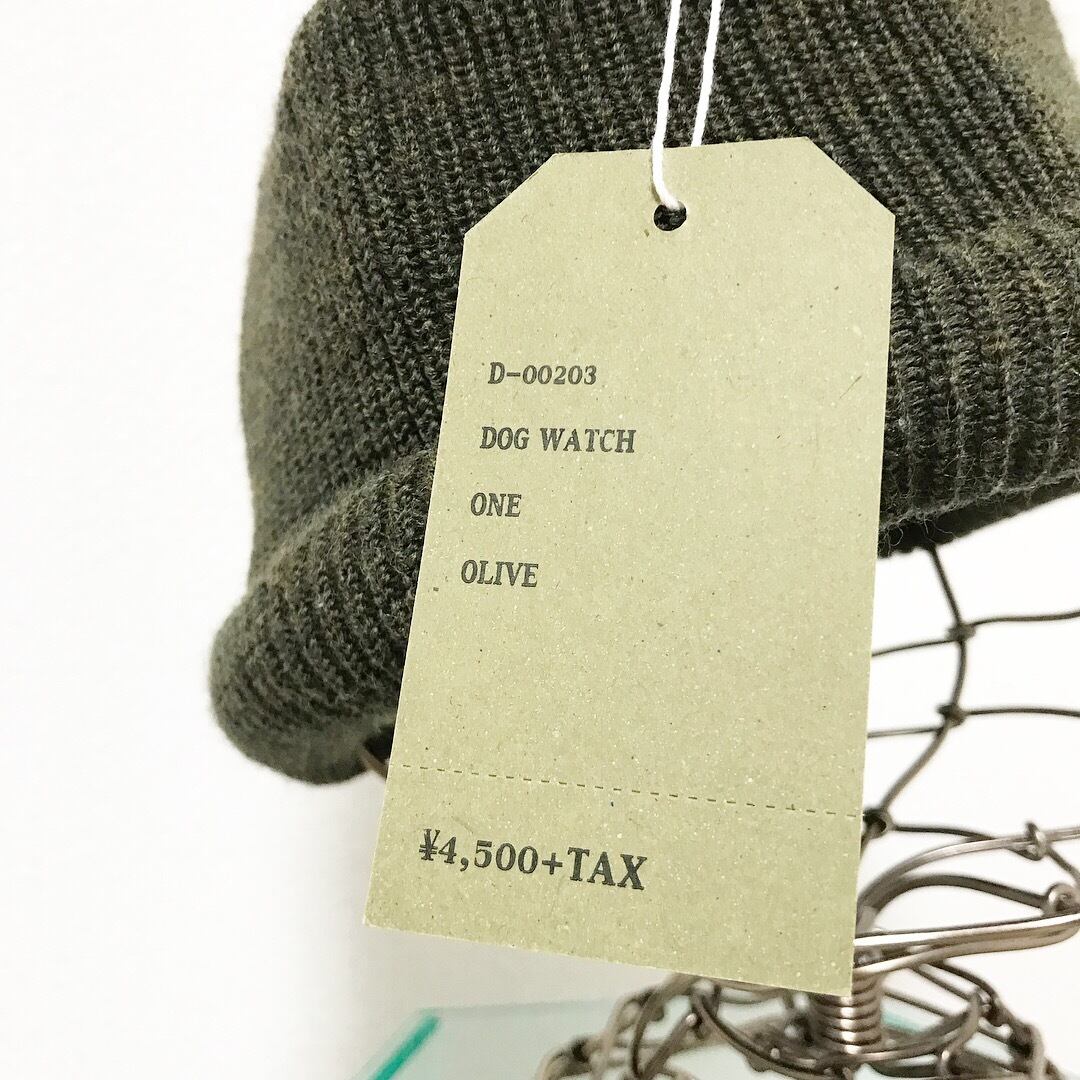 D-00203
DOG WATCH
ONE
OLIVE
¥4,500+TAX